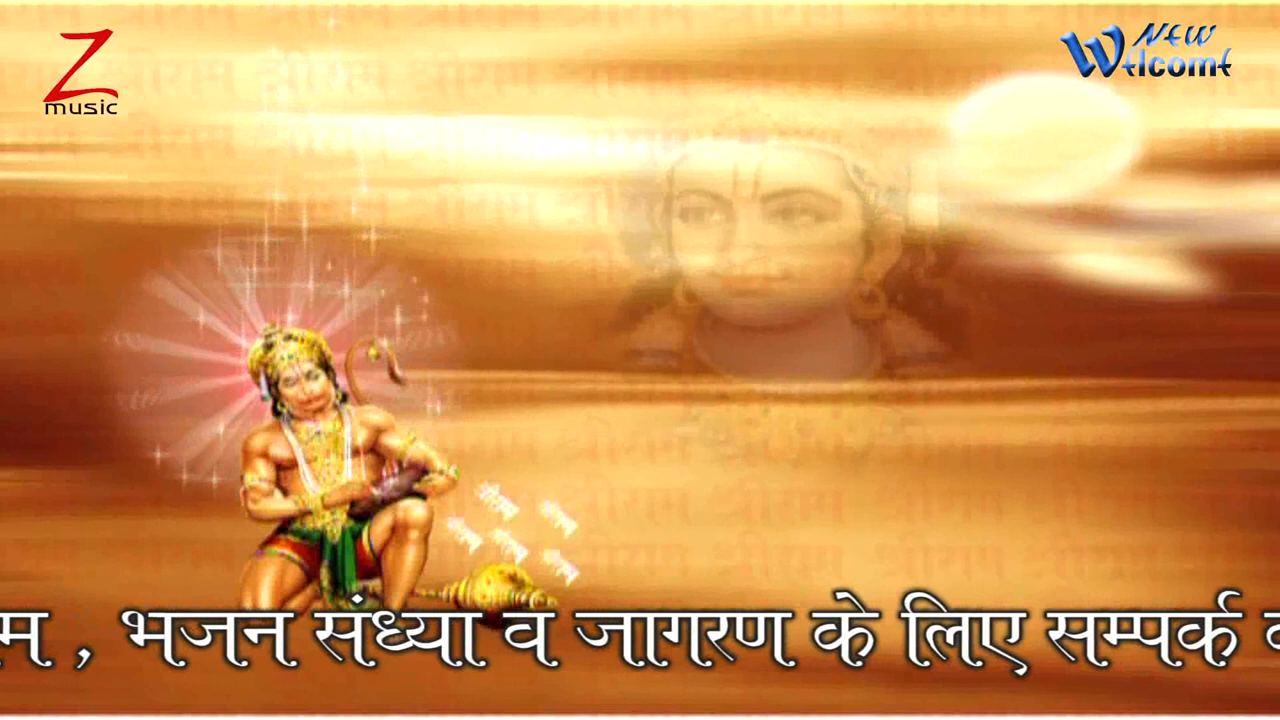 Z
music
NEW
Welcome
श्रीराम श्रीराम
, भजन संध्या व जागरण के लिए सम्पर्क